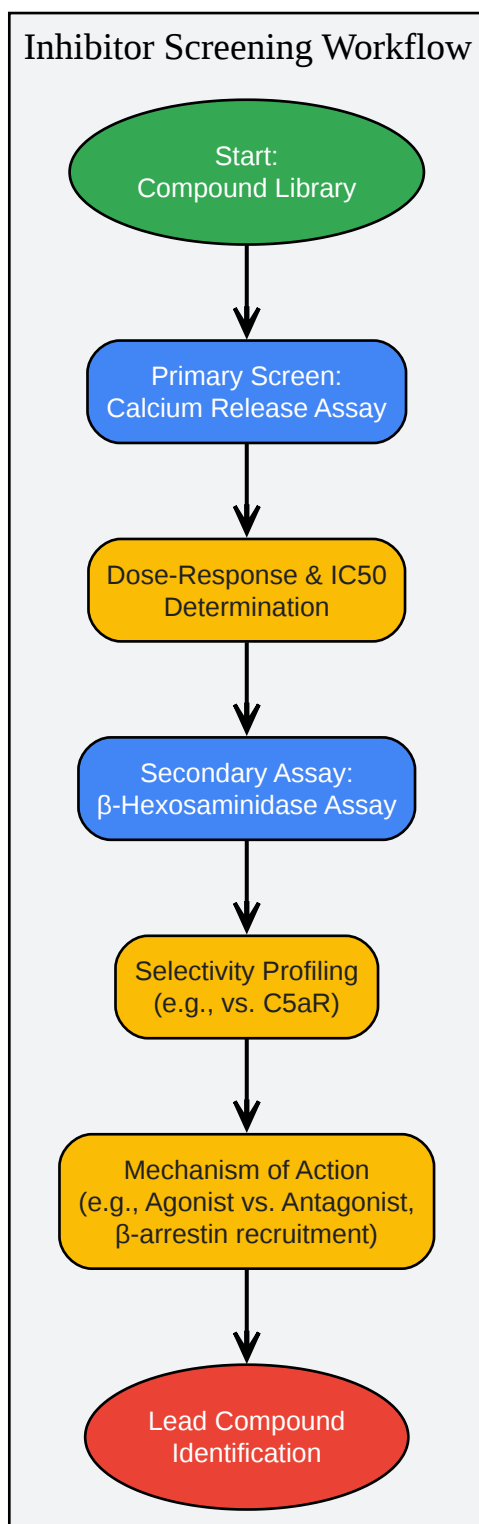 Inhibitor Screening Workflow
Start:
Compound Library
Primary Screen:
Calcium Release Assay
Dose-Response & IC50
Determination
Secondary Assay:
β-Hexosaminidase Assay
Selectivity Profiling
(e.g., vs. C5aR)
Mechanism of Action
(e.g., Agonist vs. Antagonist,
β-arrestin recruitment)
Lead Compound
Identification